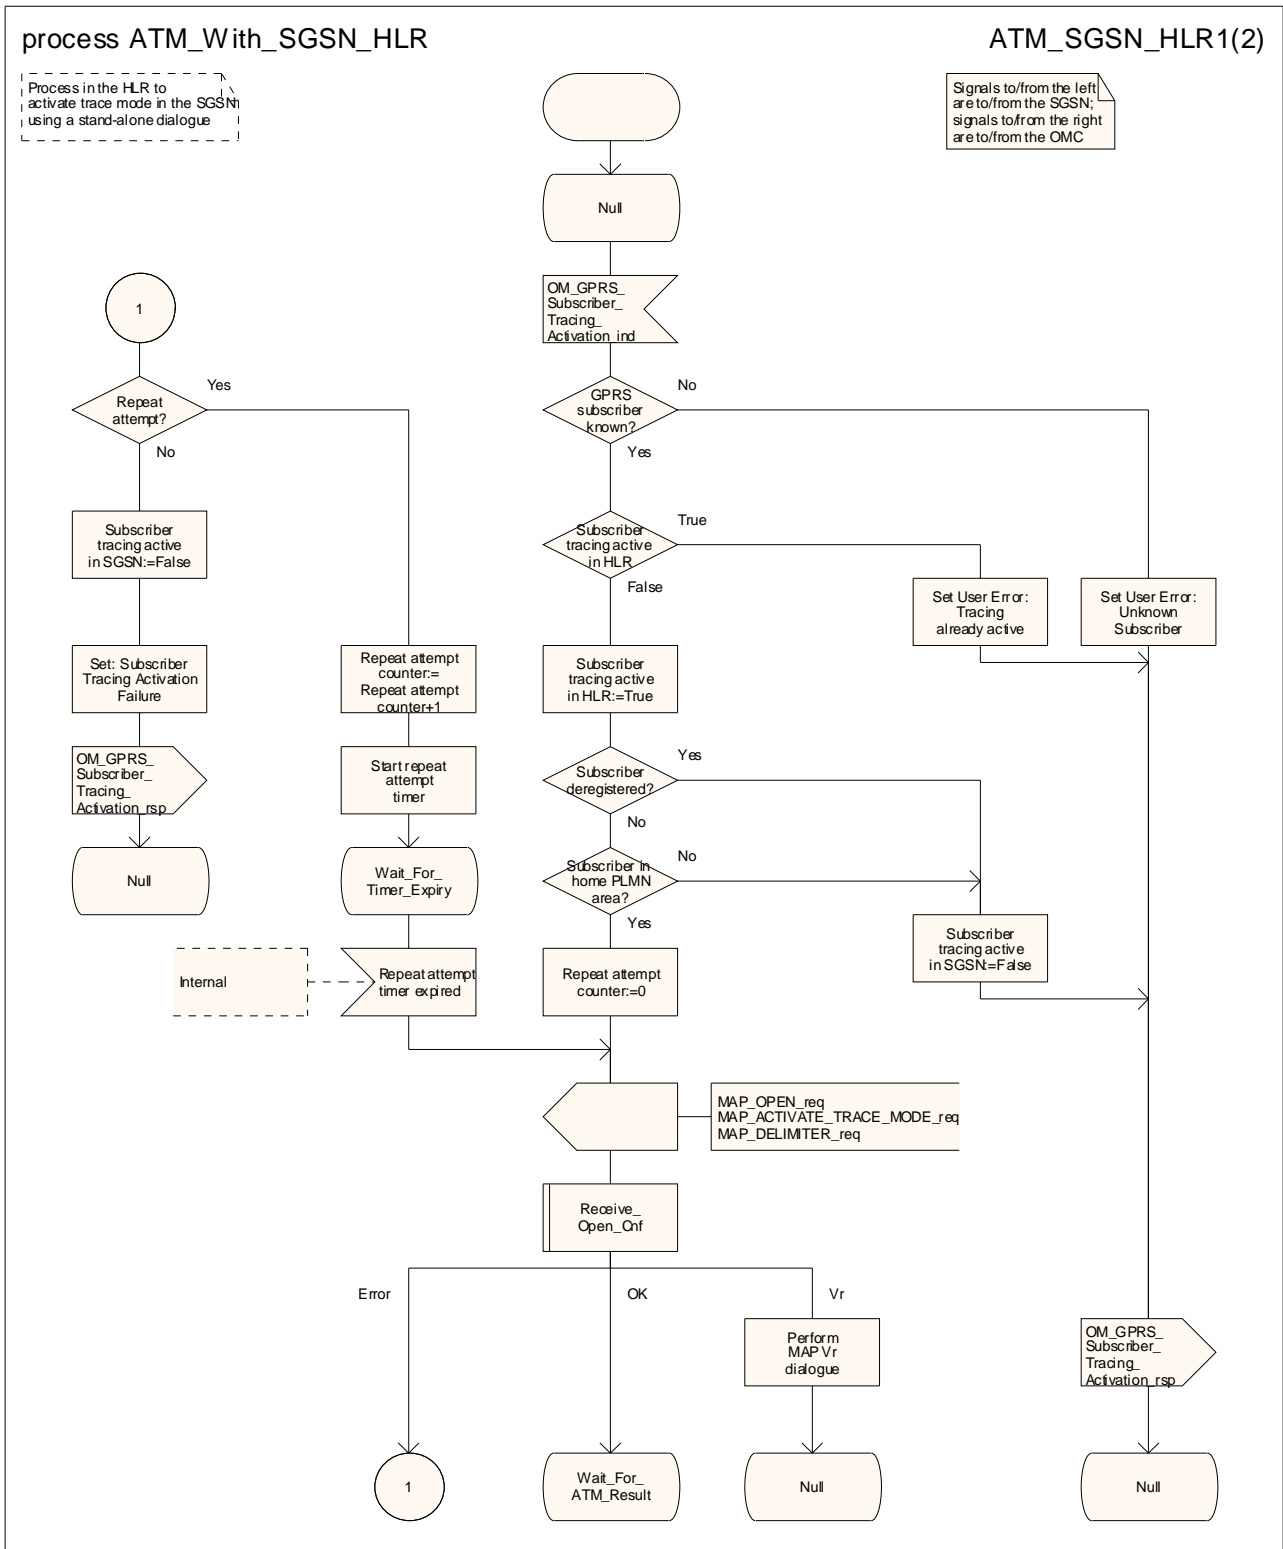 process ATM_With_SGSN_HLR
ATM_SGSN_HLR1(2)
Process in the HLR to
activate trace mode in the SGSN
using a stand-alone dialogue
Signals to/from the left
are to/from the SGSN;
signals to/from the right
are to/from the OMC
Null
OM_GPRS_
Subscriber_
Tracing_
Activation_ind
1
Repeat
attempt?
Yes
No
GPRS
subscriber
known?
No
Yes
Subscriber
tracing active
in SGSN:=False
Subscriber
tracing active
in HLR
True
False
Set User Error:
Tracing
already active
Set User Error:
Unknown
Subscriber
Set: Subscriber
Tracing Activation
Failure
Repeat attempt
counter:=
Repeat attempt
counter+1
Subscriber
tracing active
in HLR:=True
OM_GPRS_
Subscriber_
Tracing_
Activation_rsp
Start repeat
attempt
timer
Subscriber
deregistered?
Yes
No
Null
Wait_For_
Timer_Expiry
Subscriber in
home PLMN
area?
No
Yes
Subscriber
tracing active
in SGSN:=False
Internal
Repeat attempt
timer expired
Repeat attempt
counter:=0
MAP_OPEN_req
MAP_ACTIVATE_TRACE_MODE_req
MAP_DELIMITER_req
Receive_
Open_Cnf
Error
OK
Vr
Perform
MAP Vr
dialogue
OM_GPRS_
Subscriber_
Tracing_
Activation_rsp
1
Wait_For_
ATM_Result
Null
Null